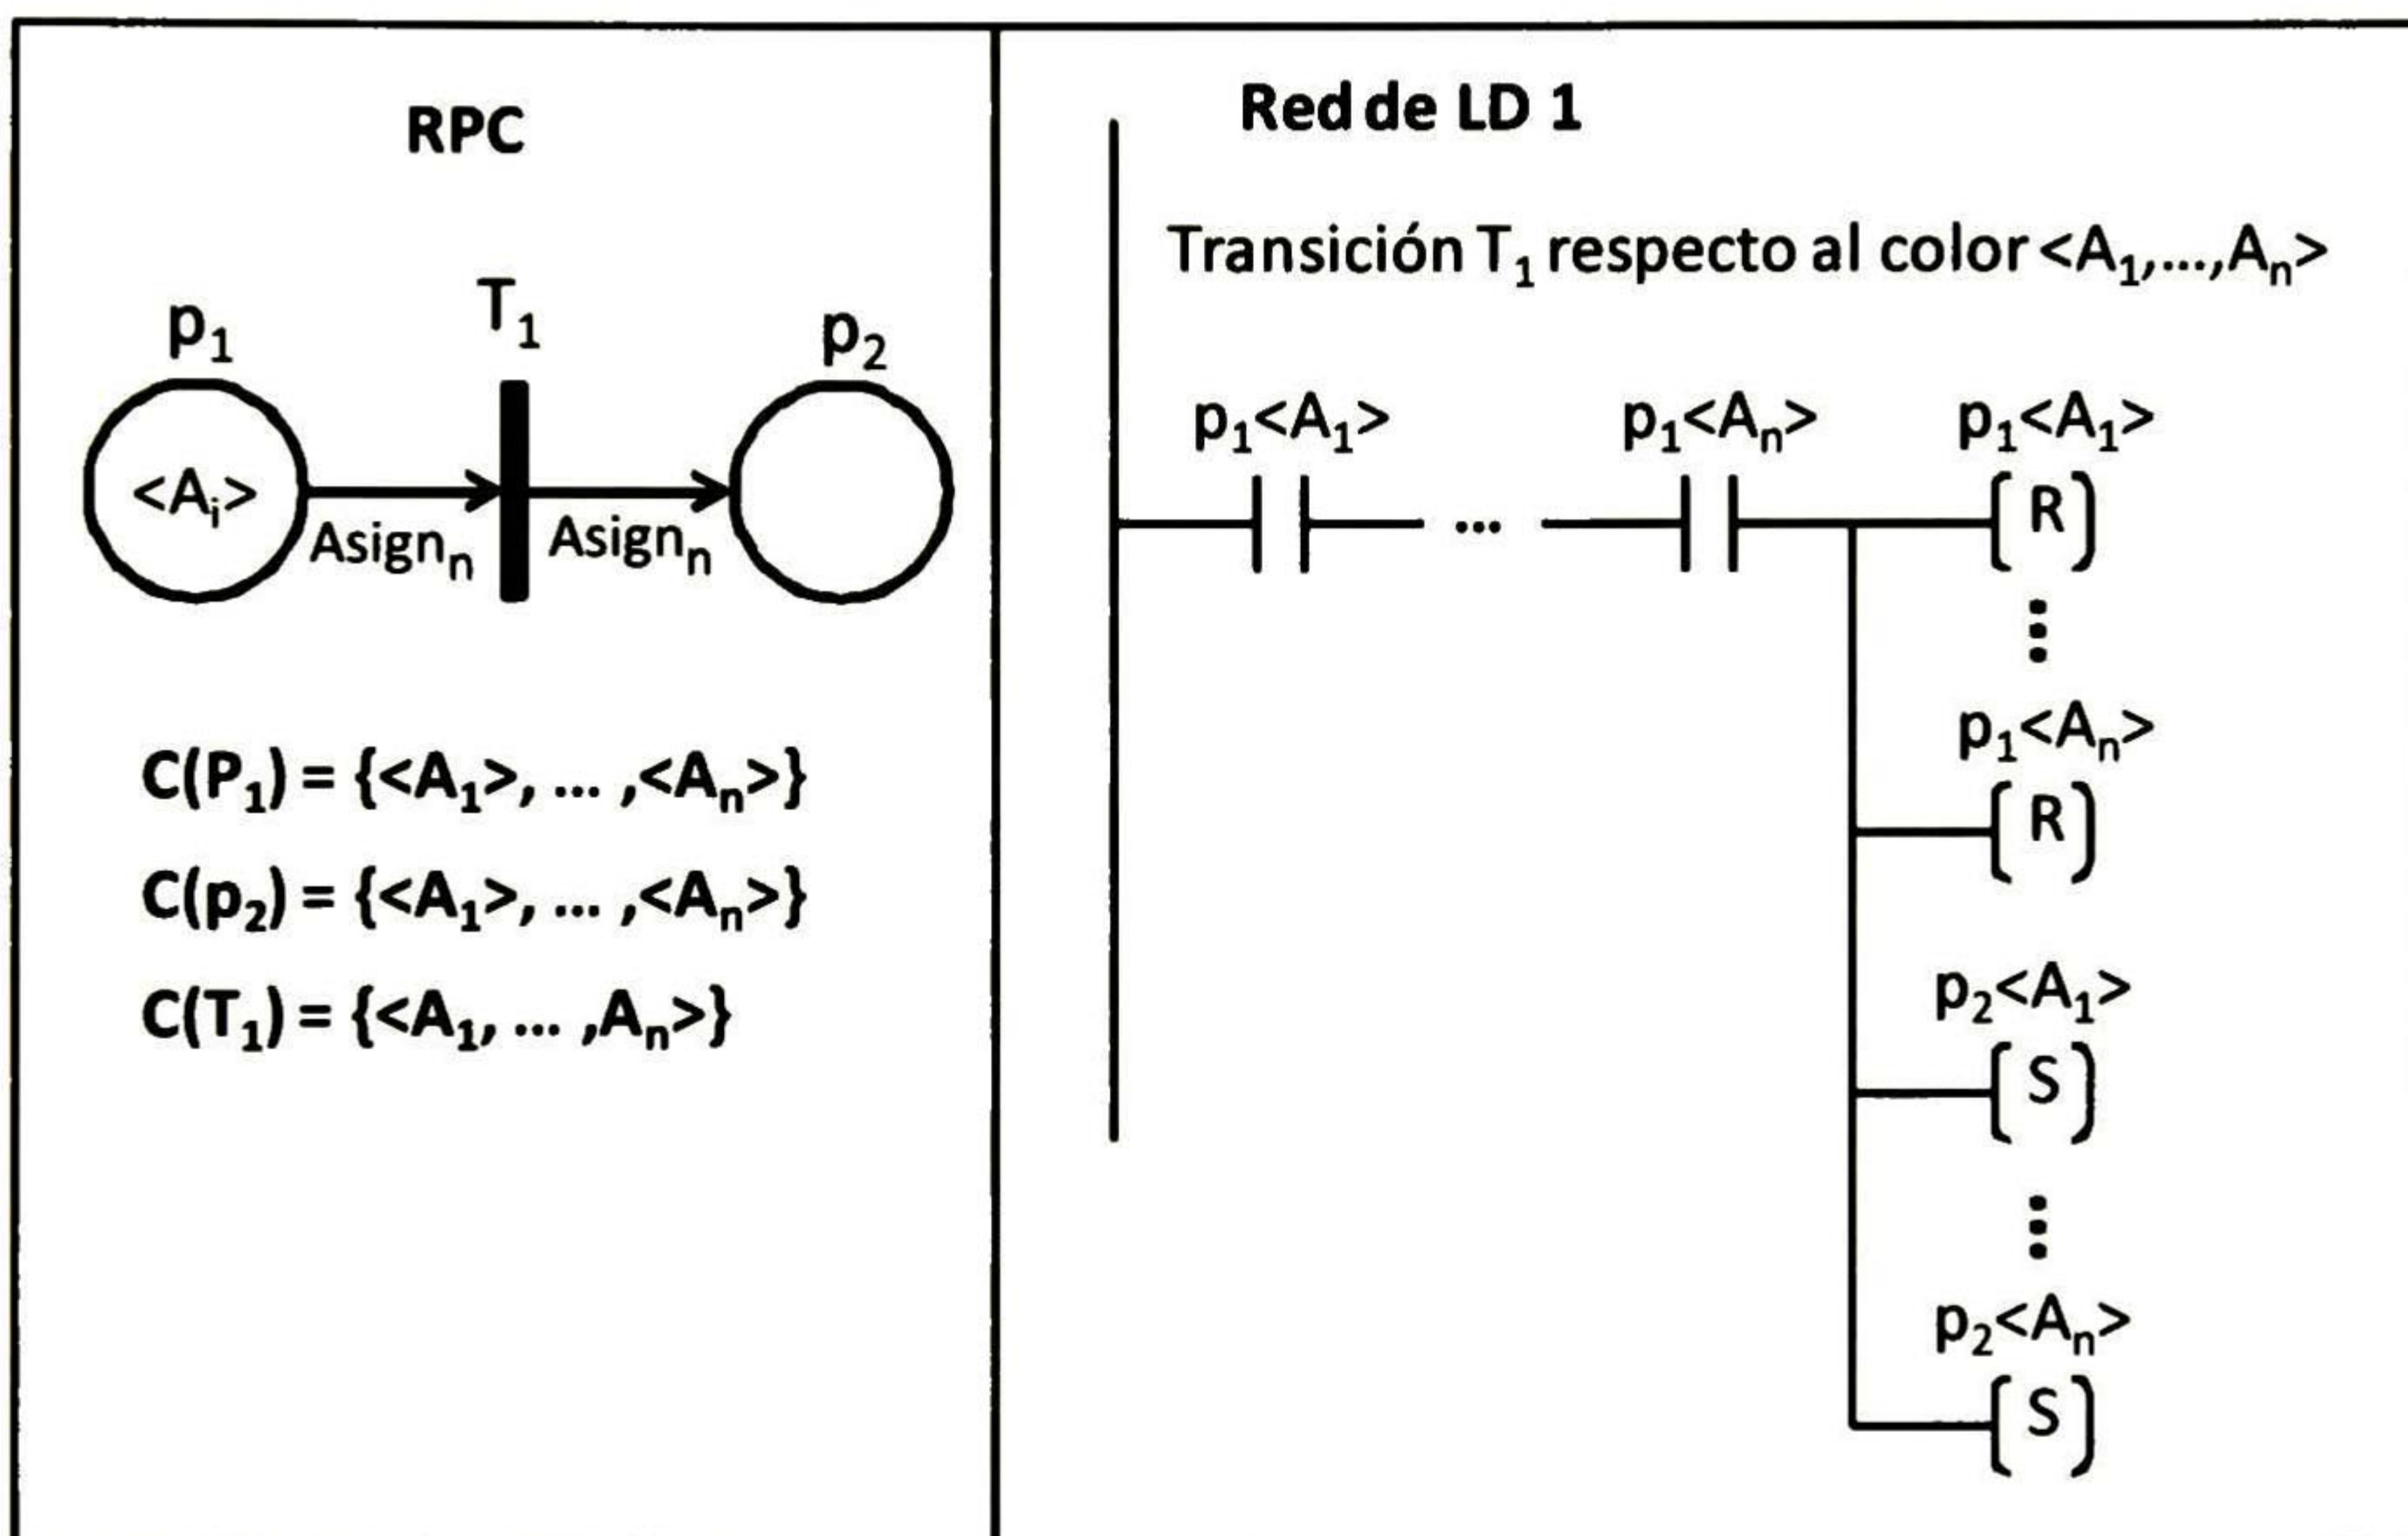 RPC
p1
T1
p2
<Ai>
Asignn
Asignn
C(P1) = {<A1>, ... ,<An>}
C(p2) = {<A1>, ... ,<An>}
C(T1) = {<A1, ... ,An>}
Red de LD 1
Transición T1 respecto al color <A1,...,An>
p1<A1>
...
p1<An>
p1<A1>
R
p1<An>
R
p2<A1>
S
p2<An>
S